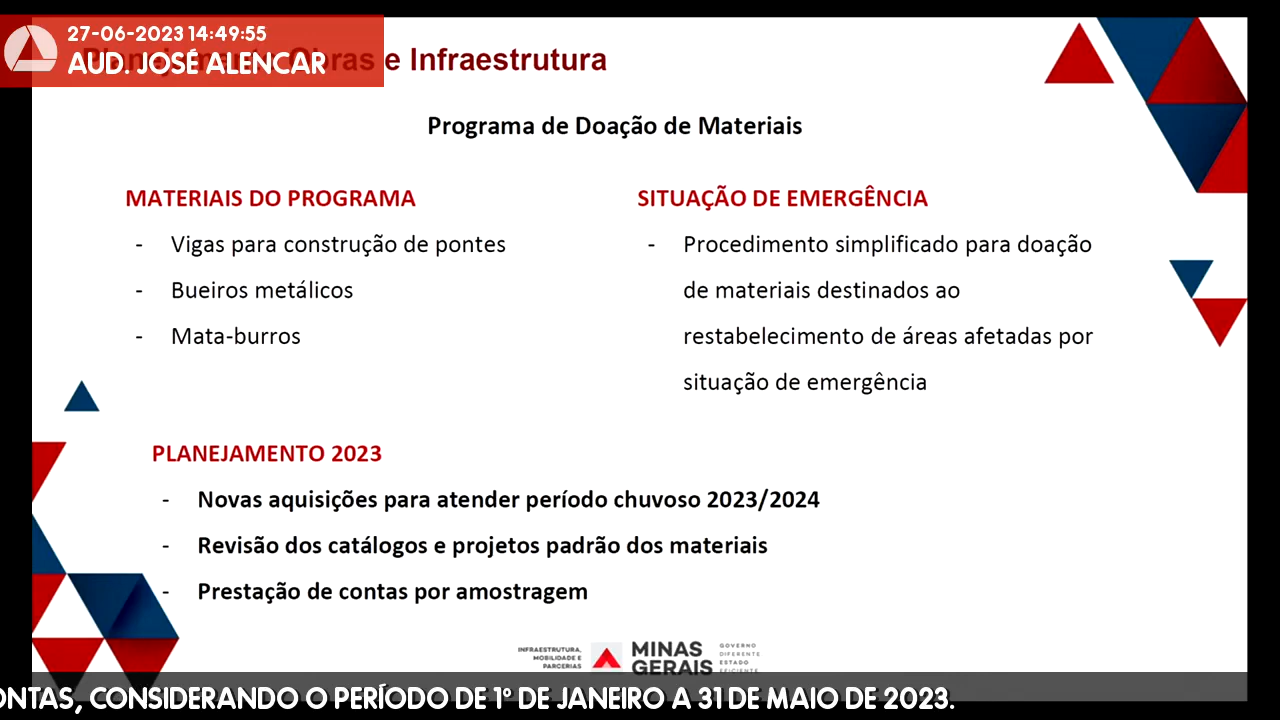 27-06-2023 14:49:55
AUD. JOSÉ ALENCAR
e Infraestrutura
Programa de Doação de Materiais
MATERIAIS DO PROGRAMA
- Vigas para construção de pontes
- Bueiros metálicos
- Mata-burros
SITUAÇÃO DE EMERGÊNCIA
- Procedimento simplificado para doação
de materiais destinados ao
restabelecimento de áreas afetadas por
situação de emergência
PLANEJAMENTO 2023
- Novas aquisições para atender período chuvoso 2023/2024
- Revisão dos catálogos e projetos padrão dos materiais
- Prestação de contas por amostragem
INFRAESTRUTURA,
MOBILIDADE E
PARCERIAS
MINAS
GERAIS
GOVERNO
DIFERENTE
ESTADO
EFICIENTE
ONTAS, CONSIDERANDO O PERÍODO DE 1º DE JANEIRO A 31 DE MAIO DE 2023.